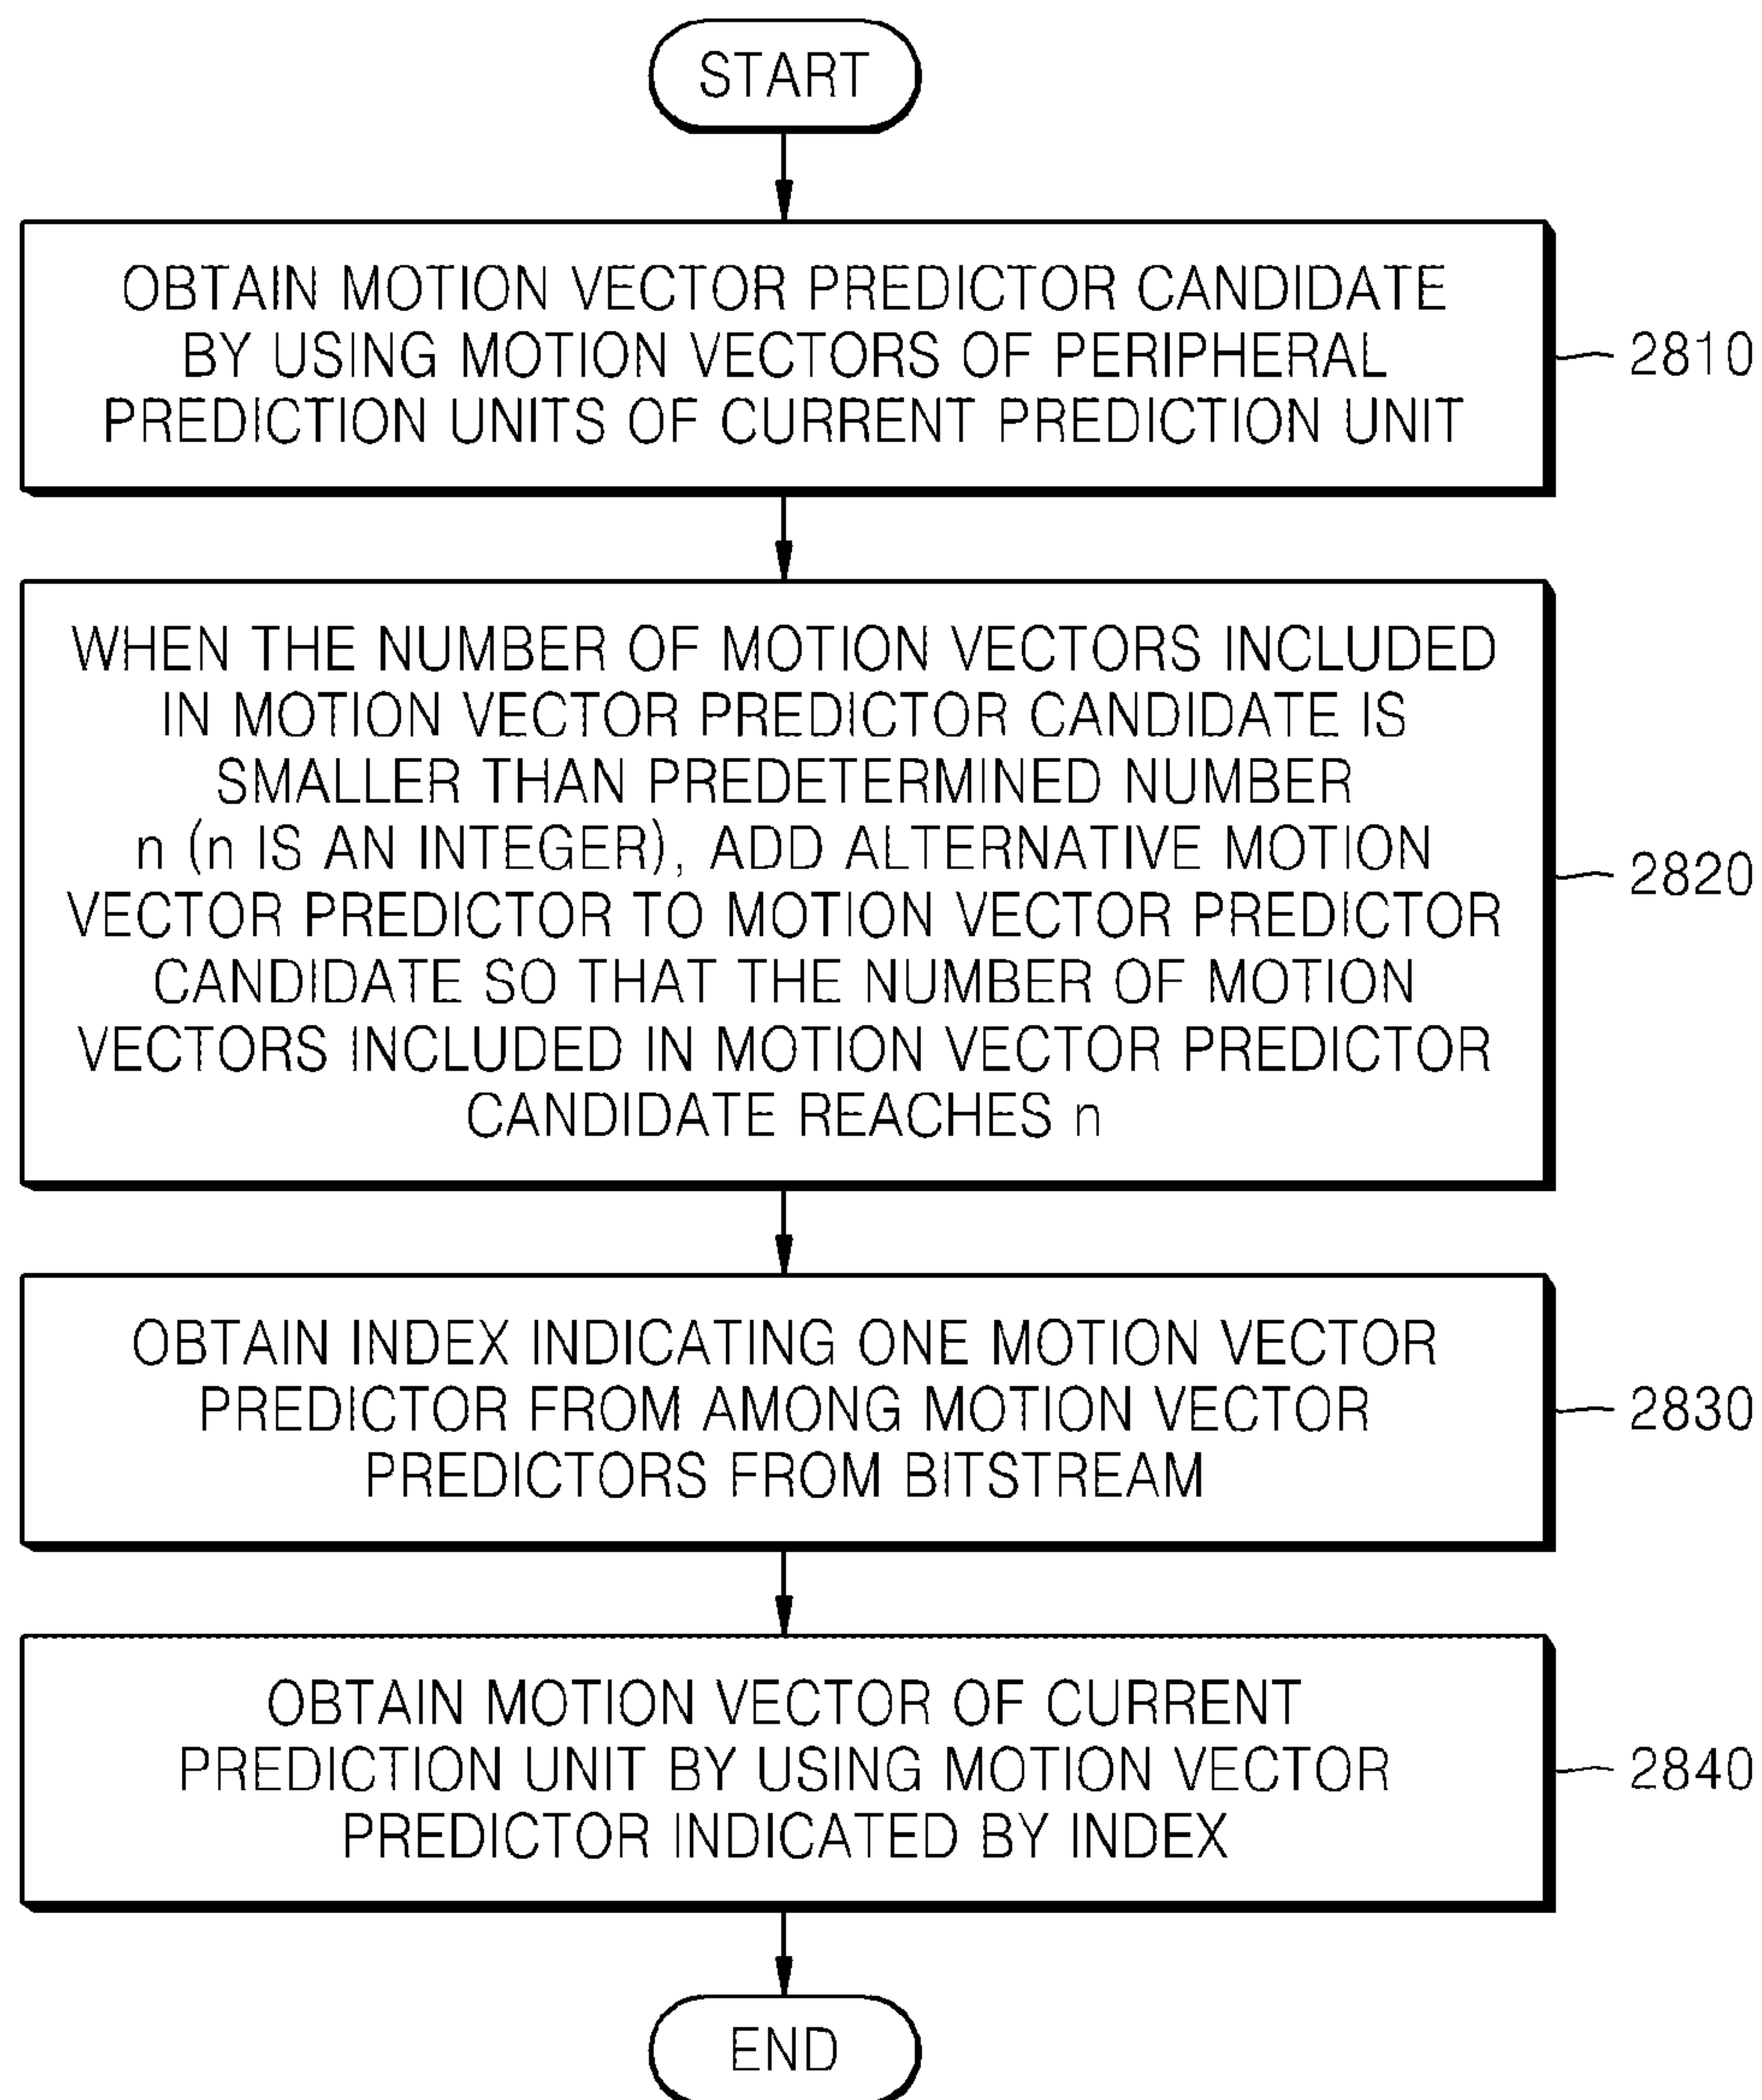 START
OBTAIN MOTION VECTOR PREDICTOR CANDIDATE
BY USING MOTION VECTORS OF PERIPHERAL
PREDICTION UNITS OF CURRENT PREDICTION UNIT
2810
WHEN THE NUMBER OF MOTION VECTORS INCLUDED
IN MOTION VECTOR PREDICTOR CANDIDATE IS
SMALLER THAN PREDETERMINED NUMBER
n (n IS AN INTEGER), ADD ALTERNATIVE MOTION
VECTOR PREDICTOR TO MOTION VECTOR PREDICTOR
CANDIDATE SO THAT THE NUMBER OF MOTION
VECTORS INCLUDED IN MOTION VECTOR PREDICTOR
CANDIDATE REACHES n
2820
OBTAIN INDEX INDICATING ONE MOTION VECTOR
PREDICTOR FROM AMONG MOTION VECTOR
PREDICTORS FROM BITSTREAM
2830
OBTAIN MOTION VECTOR OF CURRENT
PREDICTION UNIT BY USING MOTION VECTOR
PREDICTOR INDICATED BY INDEX
2840
END